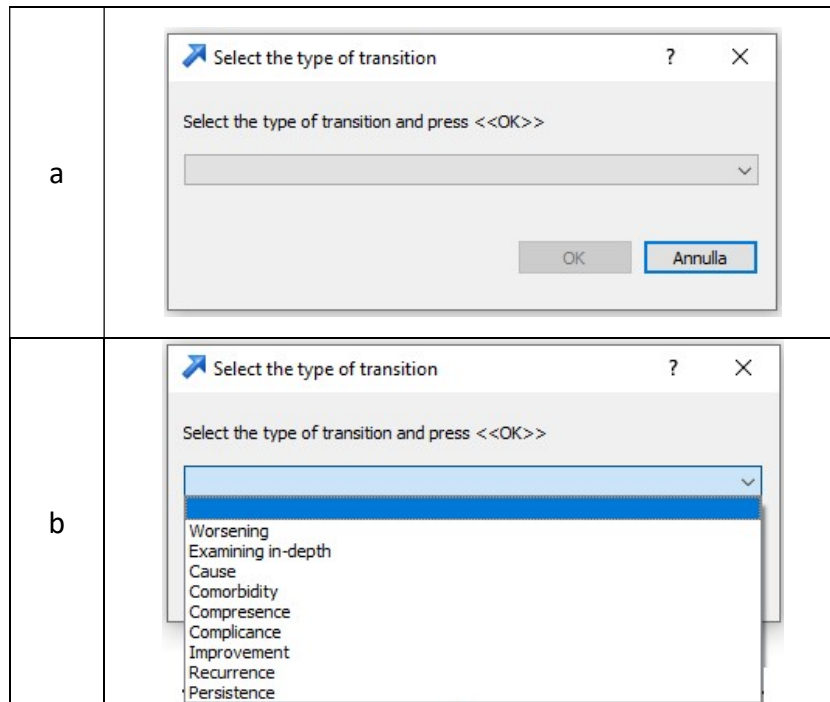 a
Select the type of transition ?
Select the type of transition and press <<OK>>
OK Annulla
b
Select the type of transition ?
Select the type of transition and press <<OK>>
Worsening
Examining in-depth
Cause
Comorbidity
Compresence
Complicance
Improvement
Recurrence
Persistence